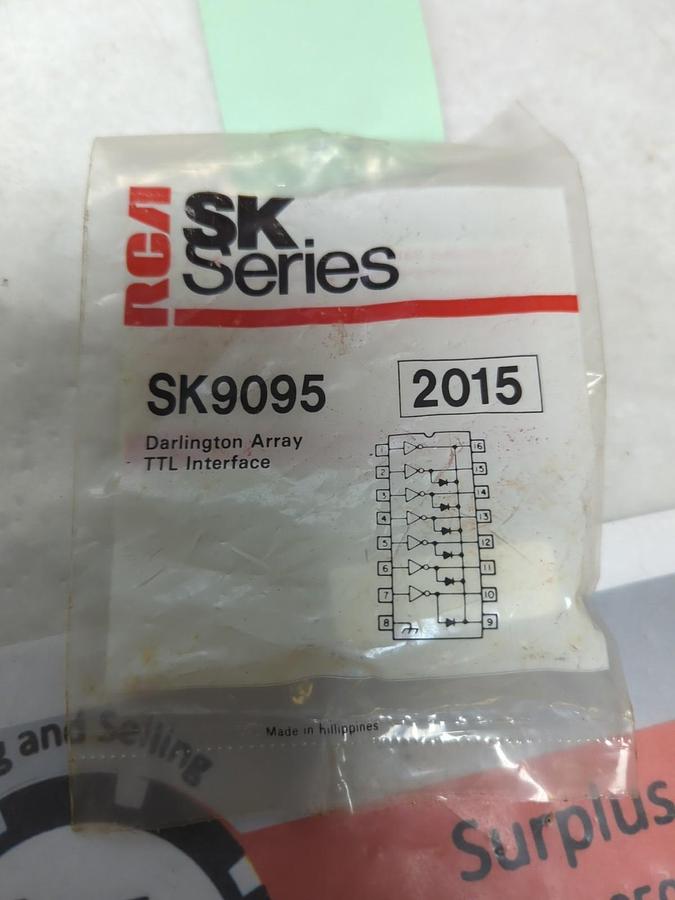 RCA
SK
Series
SK9095
2015
Darlington Array
TTL Interface
1
16
2
15
3
14
4
13
5
12
6
11
7
10
8
9
Made in Phillippines
and Selling
Surplus